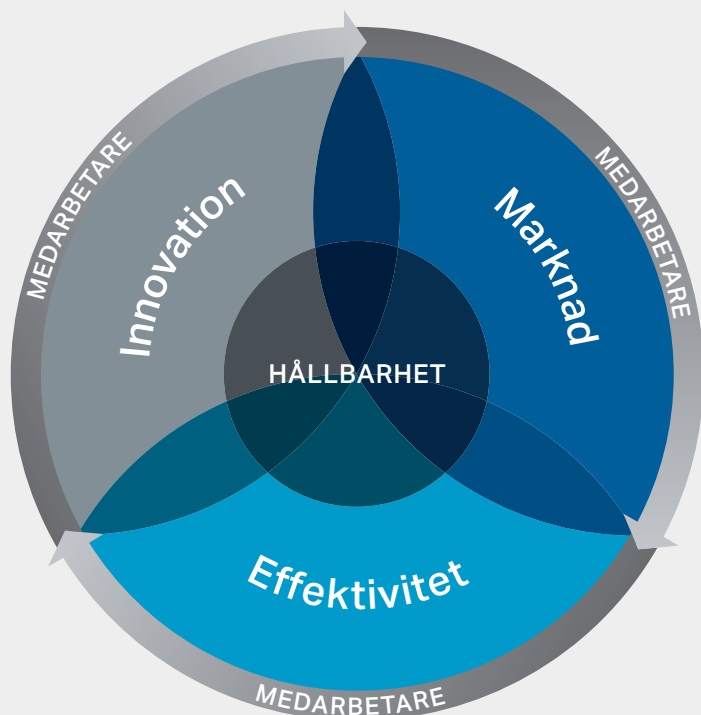 MEDARBETARE
MEDARBETARE
Innovation
Marknad
HÅLLBARHET
Effektivitet
MEDARBETARE